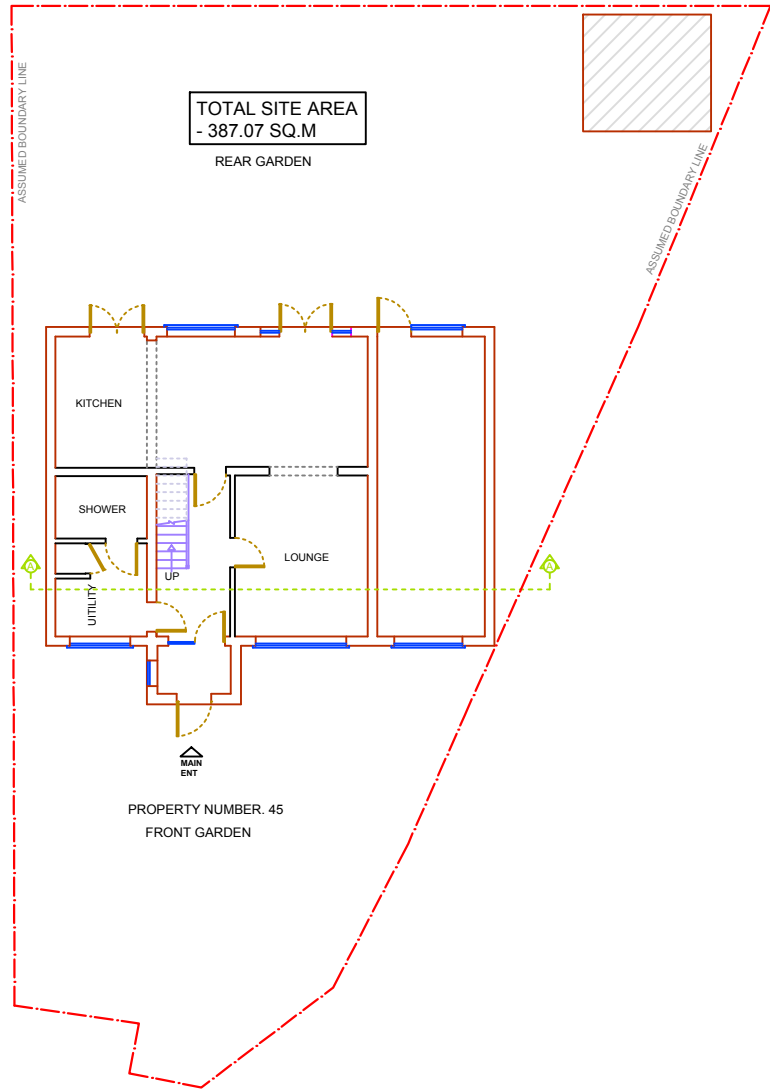 ASSUMED BOUNDARY LINE
TOTAL SITE AREA
- 387.07 SQ.M
REAR GARDEN
ASSUMED BOUNDARY LINE
KITCHEN
SHOWER
LOUNGE
A
A
UP
UITILITY
MAIN
ENT
PROPERTY NUMBER. 45
FRONT GARDEN